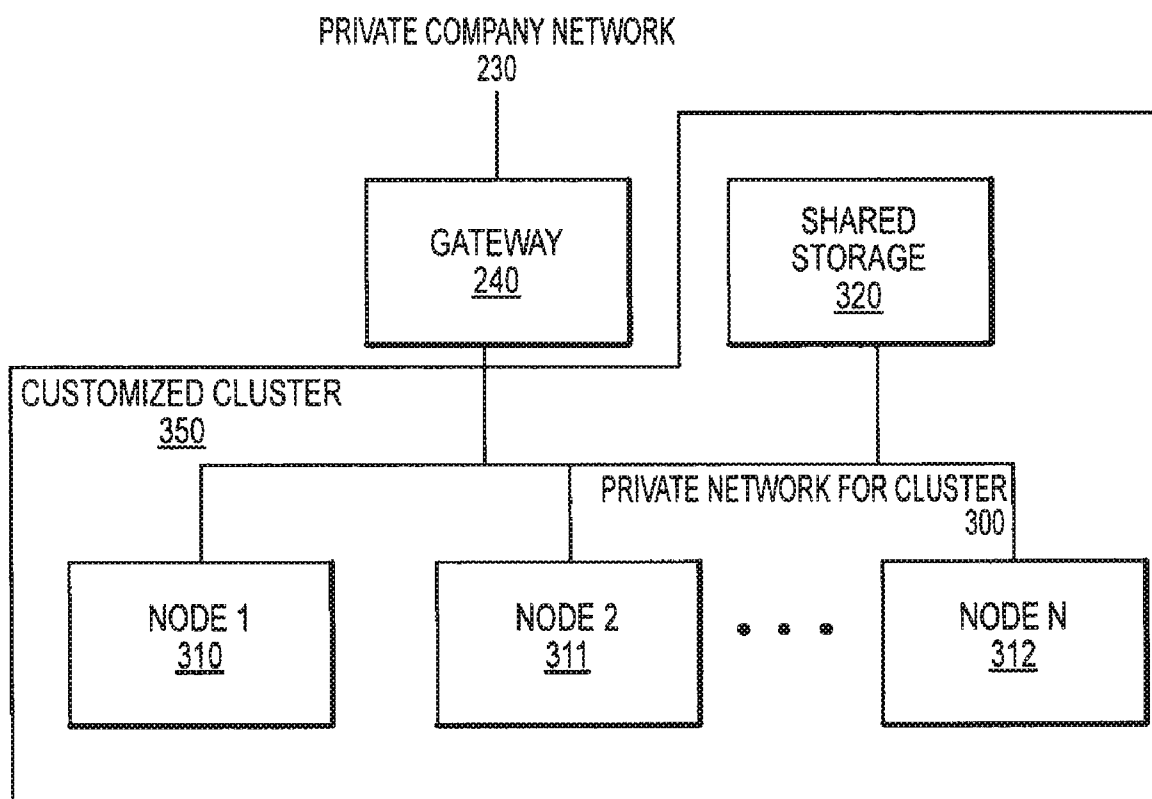 PRIVATE COMPANY NETWORK
230
GATEWAY
240
SHARED
STORAGE
320
CUSTOMIZED CLUSTER
350
PRIVATE NETWORK FOR CLUSTER
300
NODE 1
310
NODE 2
311
NODE N
312